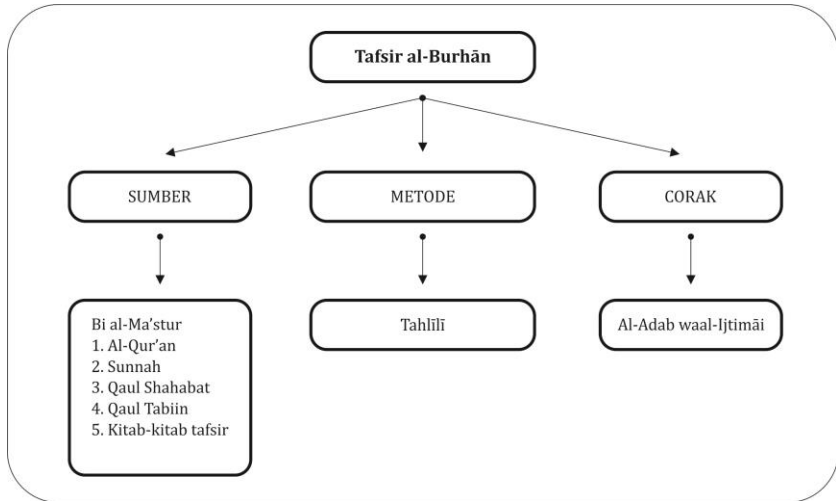 Tafsir al-Burhān
SUMBER
METODE
CORAK
Bi al-Ma’stur
1. Al-Qur’an
2. Sunnah
3. Qaul Shahabat
4. Qaul Tabiin
5. Kitab-kitab tafsir
Tahlīlī
Al-Adab waal-Ijtimāi